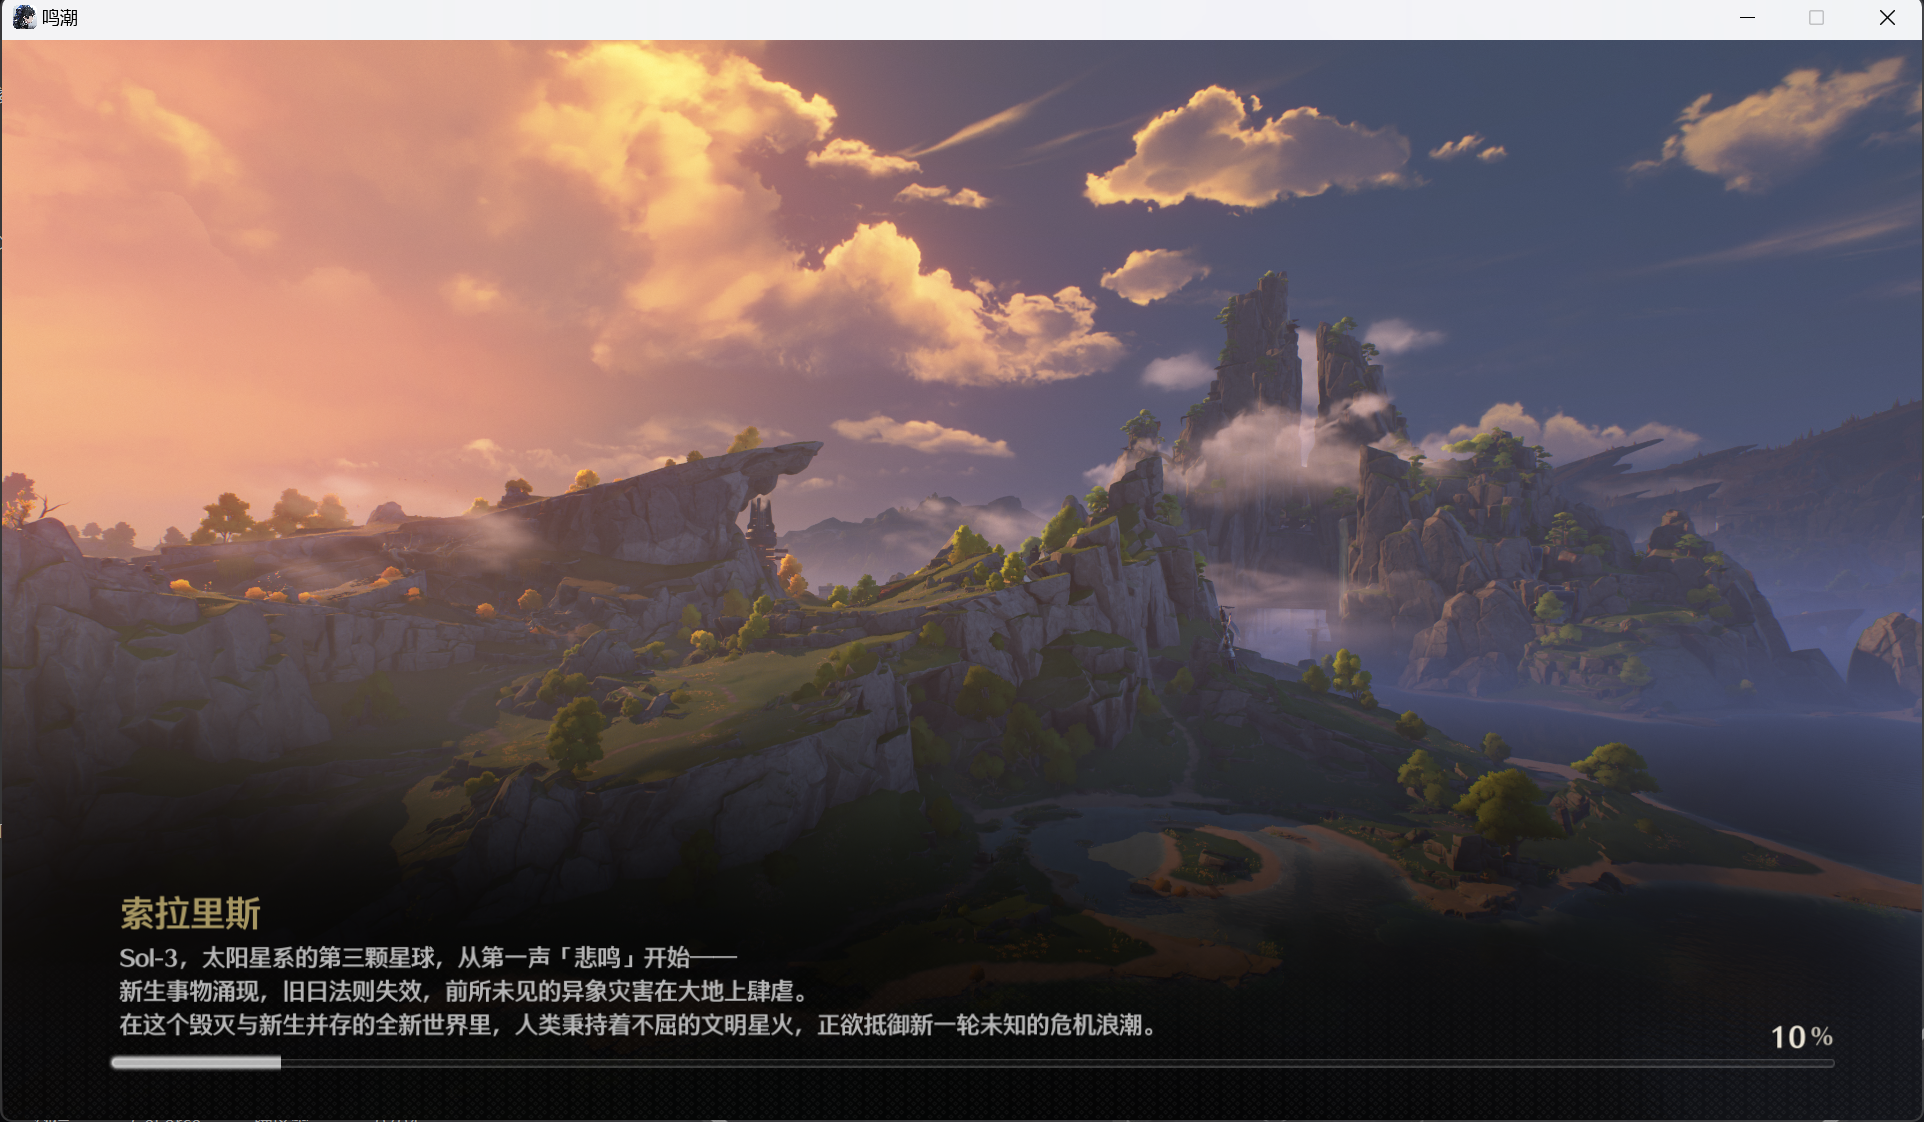 鸣潮
索拉里斯
Sol-3，太阳星系的第三颗星球，从第一声「悲鸣」开始——
新生事物涌现，旧日法则失效，前所未见的异象灾害在大地上肆虐。
在这个毁灭与新生并存的全新世界里，人类秉持着不屈的文明星火，正欲抵御新一轮未知的危机浪潮。
10%